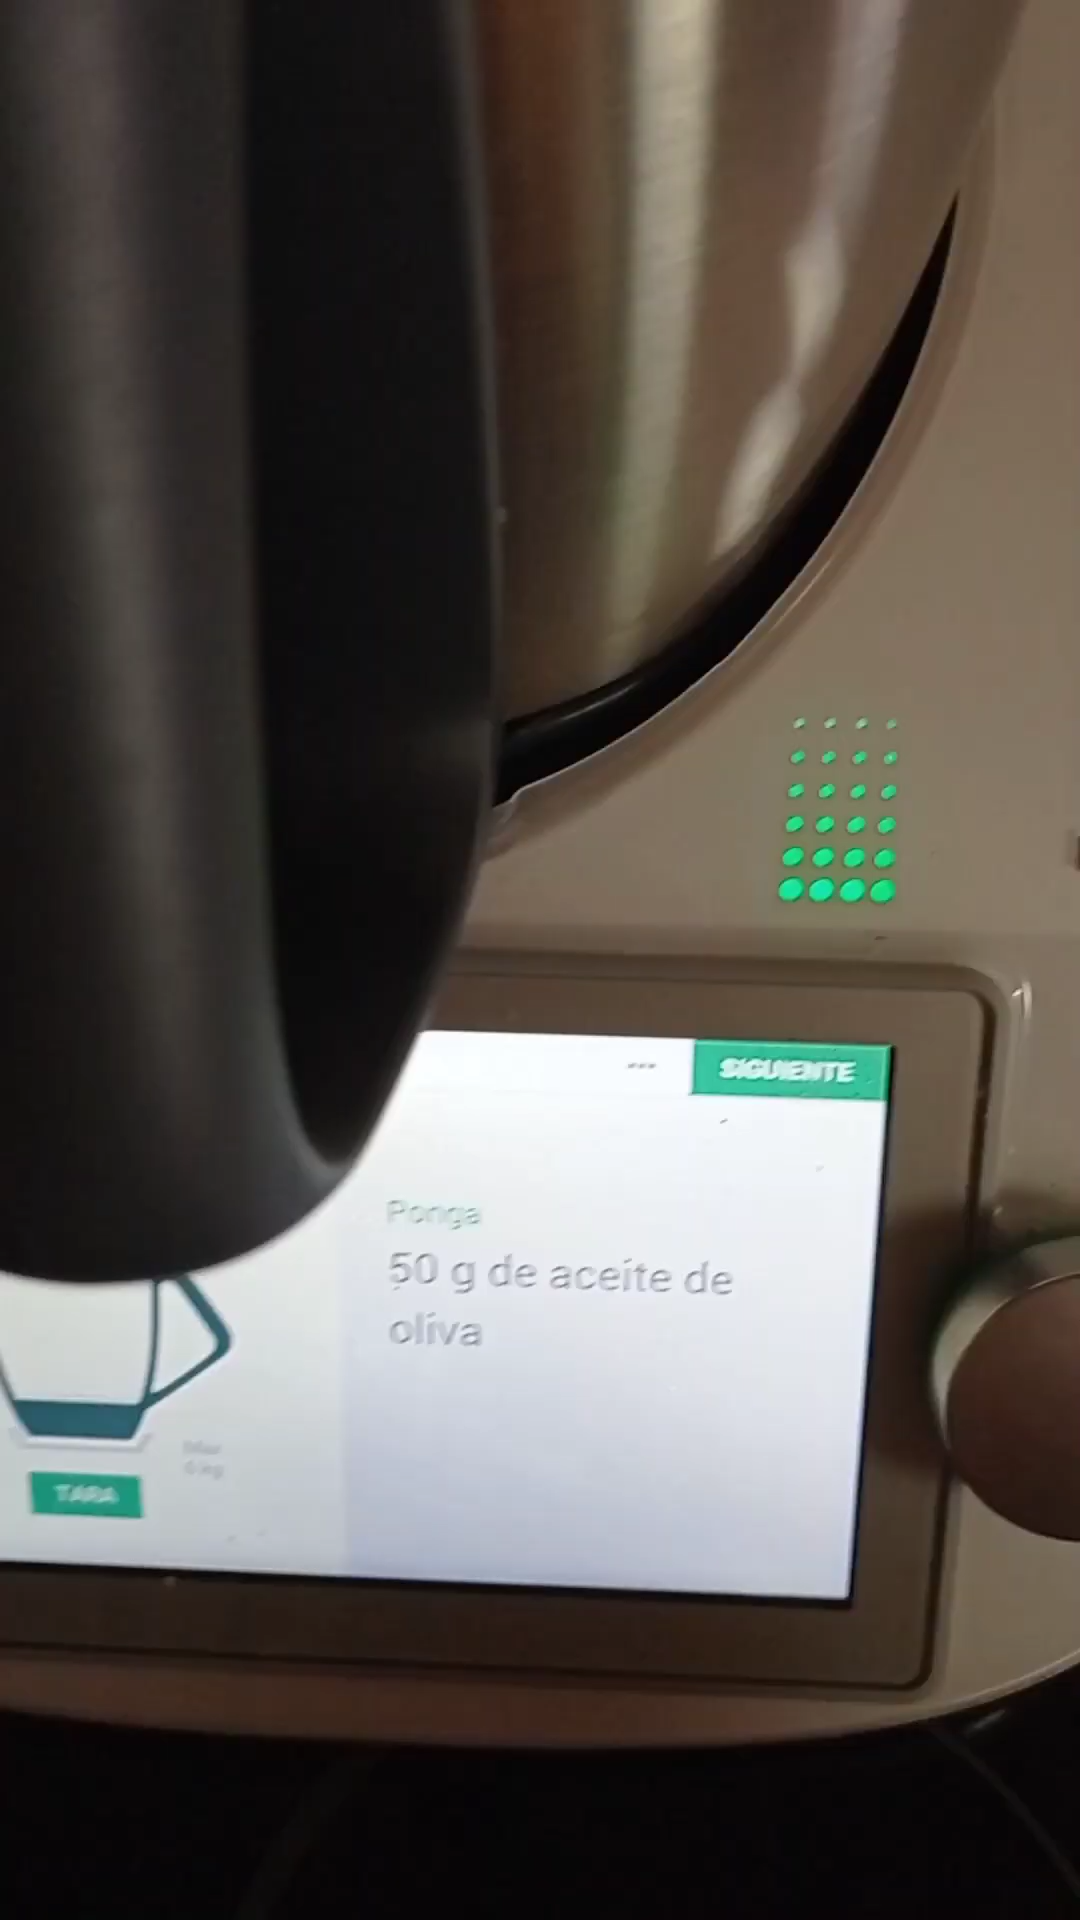 ...
SIGUIENTE
Ponga
50 g de aceite de
oliva
TARA